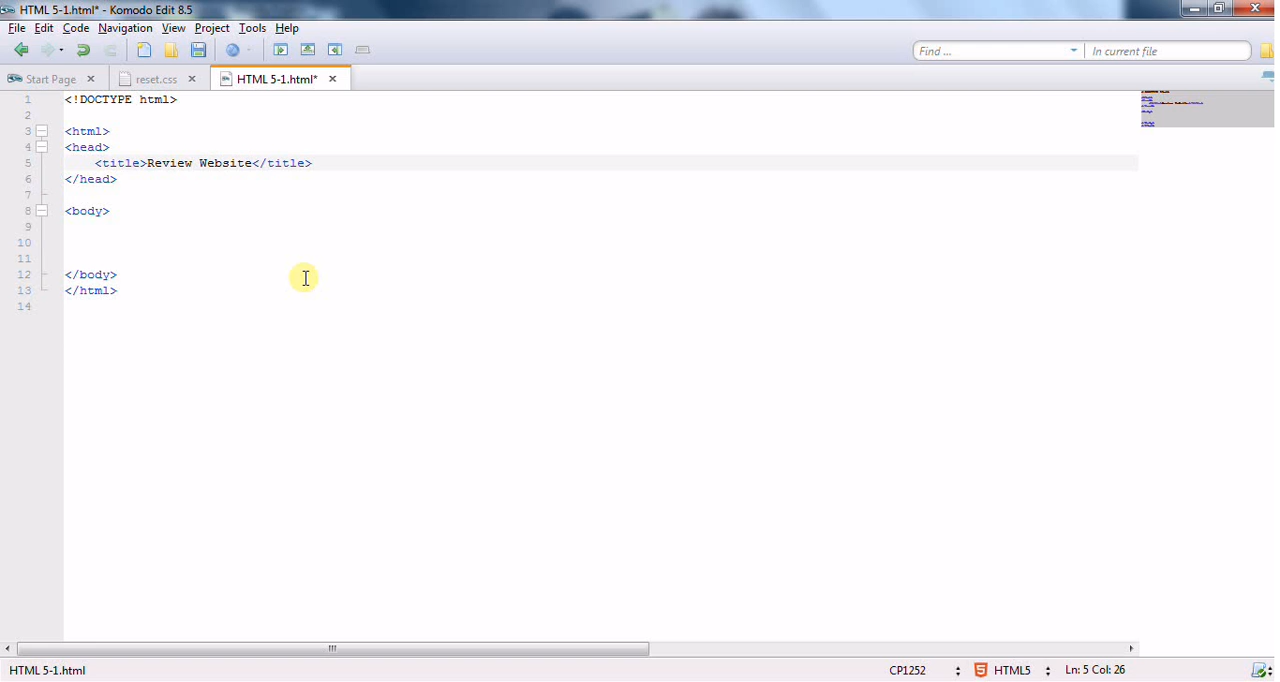 HTML 5-1.html* - Komodo Edit 8.5
File Edit Code Navigation View Project Tools Help
Find ... In current file
Start Page reset.css HTML 5-1.html*
1 <!DOCTYPE html>
2
3 <html>
4 <head>
5 <title>Review Website</title>
6 </head>
7
8 <body>
9
10
11
12 </body>
13 </html>
14
HTML 5-1.html CP1252 HTML5 Ln: 5 Col: 26